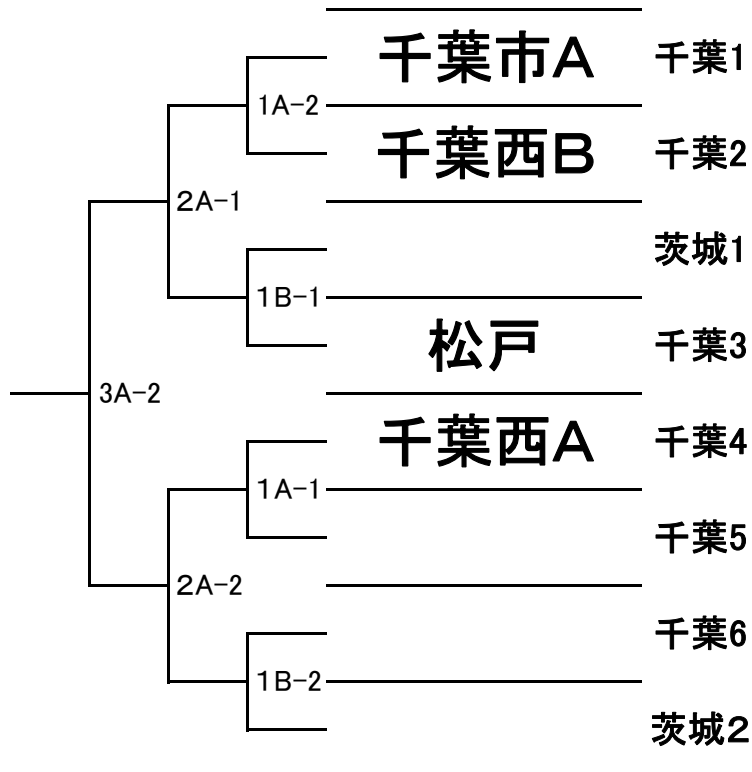 千葉市A 千葉1
1A-2
千葉西B 千葉2
2A-1
茨城1
1B-1
松戸 千葉3
3A-2
千葉西A 千葉4
1A-1
千葉5
2A-2
千葉6
1B-2
茨城2